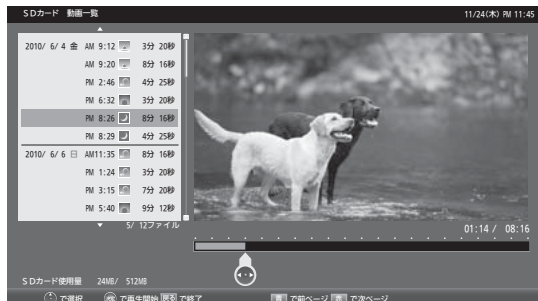 SDカード 動画一覧
11/24(木) PM 11:45
2010/ 6/ 4 金 AM 9:12 3分 20秒
AM 9:20 8分 16秒
PM 2:46 4分 25秒
PM 6:32 3分 20秒
PM 8:26 8分 16秒
PM 8:29 4分 25秒
2010/ 6/ 6 日 AM11:35 8分 16秒
PM 1:24 3分 20秒
PM 3:15 7分 20秒
PM 5:40 9分 12秒
5/ 12ファイル
01:14 / 08:16
SDカード使用量 24MB/ 512MB
で選択 で再生開始 戻る で終了 青 で前ページ 赤 で次ページ